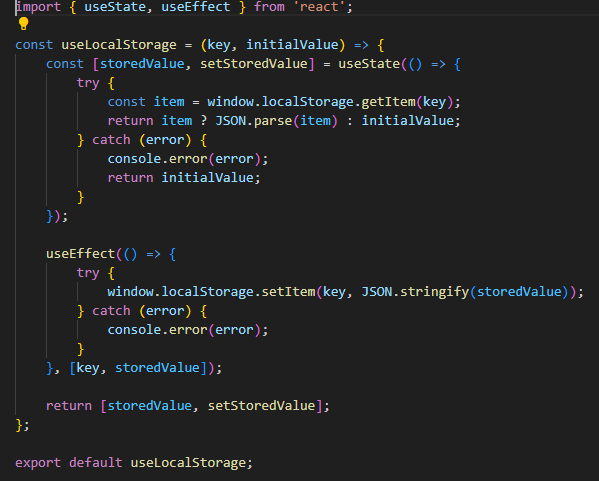 import { useState, useEffect } from 'react';
const useLocalStorage = (key, initialValue) => {
    const [storedValue, setStoredValue] = useState(() => {
        try {
            const item = window.localStorage.getItem(key);
            return item ? JSON.parse(item) : initialValue;
        } catch (error) {
            console.error(error);
            return initialValue;
        }
    });
    useEffect(() => {
        try {
            window.localStorage.setItem(key, JSON.stringify(storedValue));
        } catch (error) {
            console.error(error);
        }
    }, [key, storedValue]);
    return [storedValue, setStoredValue];
};
export default useLocalStorage;